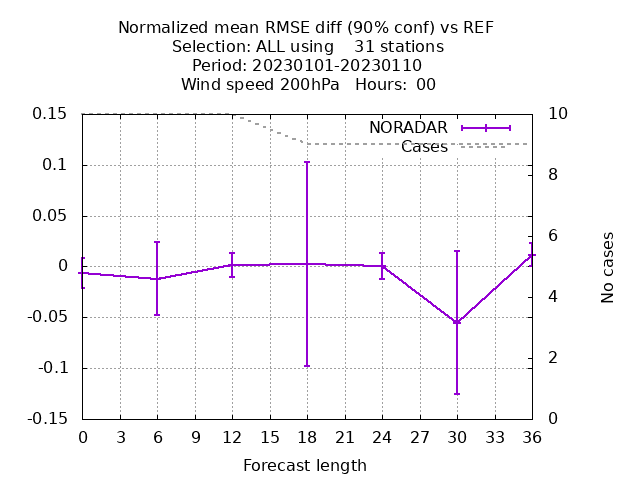 Normalized mean RMSE diff (90% conf) vs REF
Selection: ALL using    31 stations
Period: 20230101-20230110
Wind speed 200hPa   Hours:  00
0.15
0.1
0.05
0
-0.05
-0.1
-0.15
10
8
6
4
2
0
NORADAR
Cases
No cases
0 3 6 9 12 15 18 21 24 27 30 33 36
Forecast length